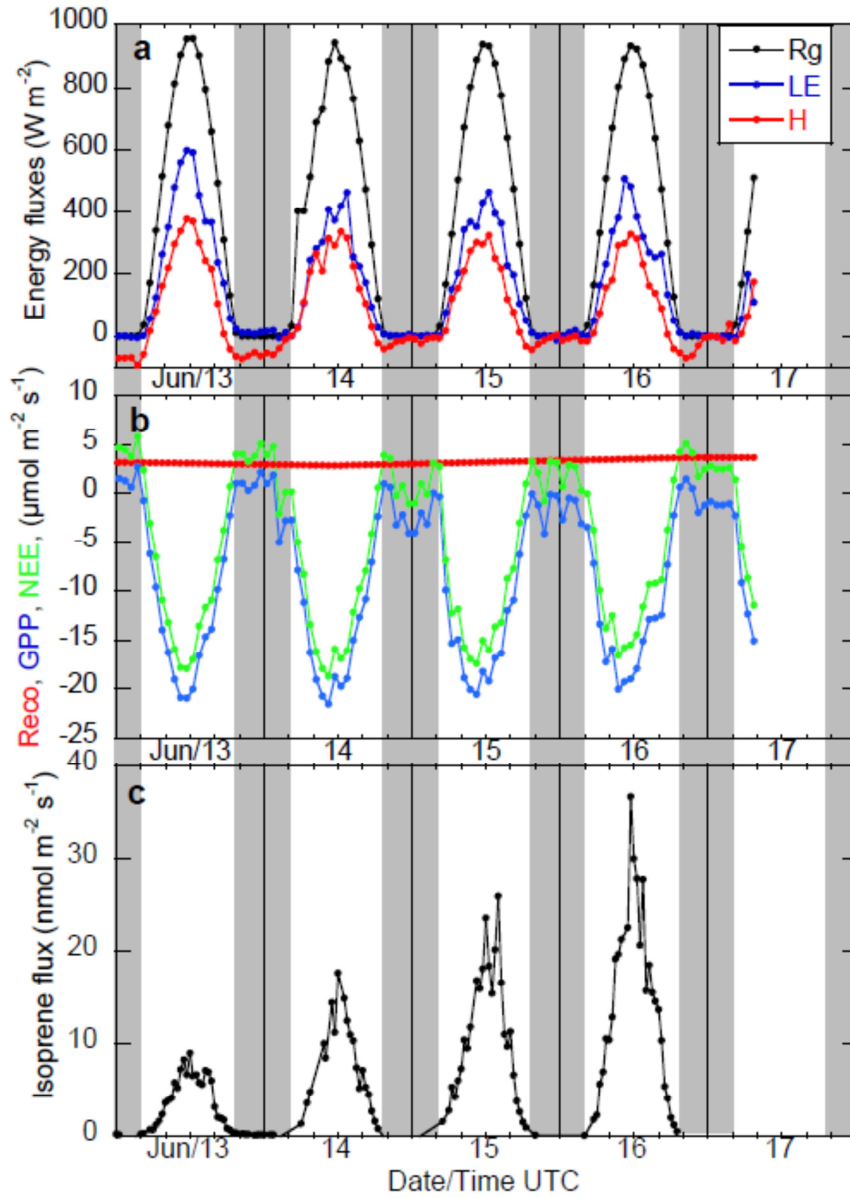 a
Energy fluxes (W m⁻²)
1000
800
600
400
200
0
Rg
LE
H
Jun/13 14 15 16 17
b
Reco, GPP, NEE, (µmol m⁻² s⁻¹)
10
5
0
-5
-10
-15
-20
-25
Jun/13 14 15 16 17
c
Isoprene flux (nmol m⁻² s⁻¹)
40
30
20
10
0
Jun/13 14 15 16 17
Date/Time UTC